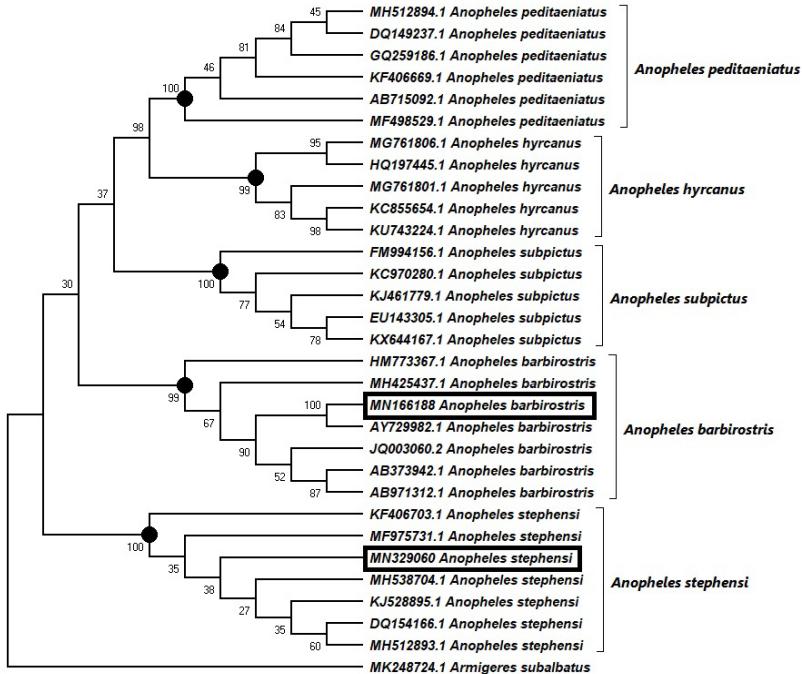 MH512894.1 Anopheles peditaeniatus
DQ149237.1 Anopheles peditaeniatus
GQ259186.1 Anopheles peditaeniatus
KF406669.1 Anopheles peditaeniatus
AB715092.1 Anopheles peditaeniatus
MF498529.1 Anopheles peditaeniatus
Anopheles peditaeniatus
MG761806.1 Anopheles hyrcanus
HQ197445.1 Anopheles hyrcanus
MG761801.1 Anopheles hyrcanus
KC855654.1 Anopheles hyrcanus
KU743224.1 Anopheles hyrcanus
Anopheles hyrcanus
FM994156.1 Anopheles subpictus
KC970280.1 Anopheles subpictus
KJ461779.1 Anopheles subpictus
EU143305.1 Anopheles subpictus
KX644167.1 Anopheles subpictus
Anopheles subpictus
HM773367.1 Anopheles barbirostris
MH425437.1 Anopheles barbirostris
MN166188 Anopheles barbirostris
AY729982.1 Anopheles barbirostris
JQ003060.2 Anopheles barbirostris
AB373942.1 Anopheles barbirostris
AB971312.1 Anopheles barbirostris
Anopheles barbirostris
KF406703.1 Anopheles stephensi
MF975731.1 Anopheles stephensi
MN329060 Anopheles stephensi
MH538704.1 Anopheles stephensi
KJ528895.1 Anopheles stephensi
DQ154166.1 Anopheles stephensi
MH512893.1 Anopheles stephensi
Anopheles stephensi
MK248724.1 Armigeres subalbatus
45
84
81
46
100
98
95
99
83
98
37
100
77
54
78
30
99
67
100
90
52
87
100
35
38
27
35
60